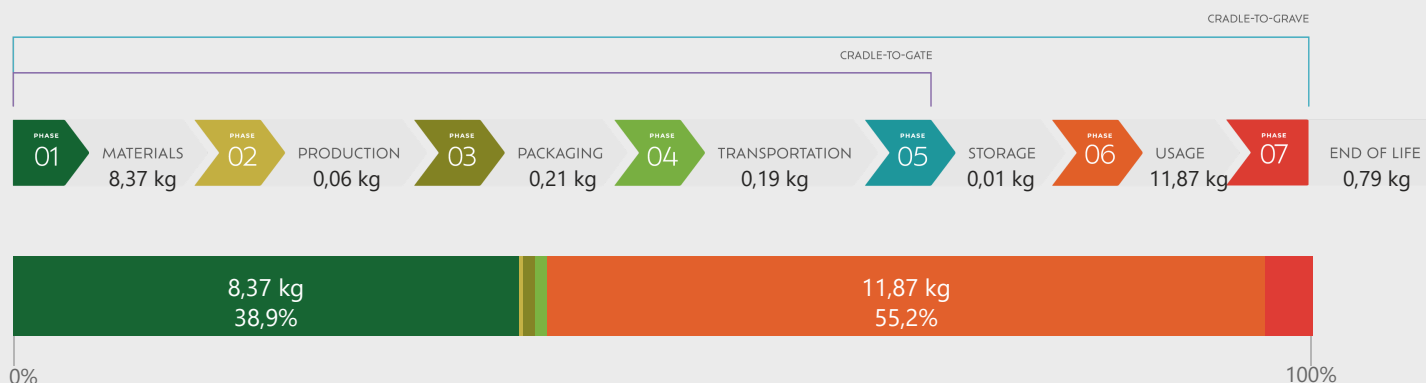 CRADLE-TO-GRAVE
CRADLE-TO-GATE
PHASE
01
MATERIALS
8,37 kg
PHASE
02
PRODUCTION
0,06 kg
PHASE
03
PACKAGING
0,21 kg
PHASE
04
TRANSPORTATION
0,19 kg
PHASE
05
STORAGE
0,01 kg
PHASE
06
USAGE
11,87 kg
PHASE
07
END OF LIFE
0,79 kg
8,37 kg
38,9%
11,87 kg
55,2%
0%
100%